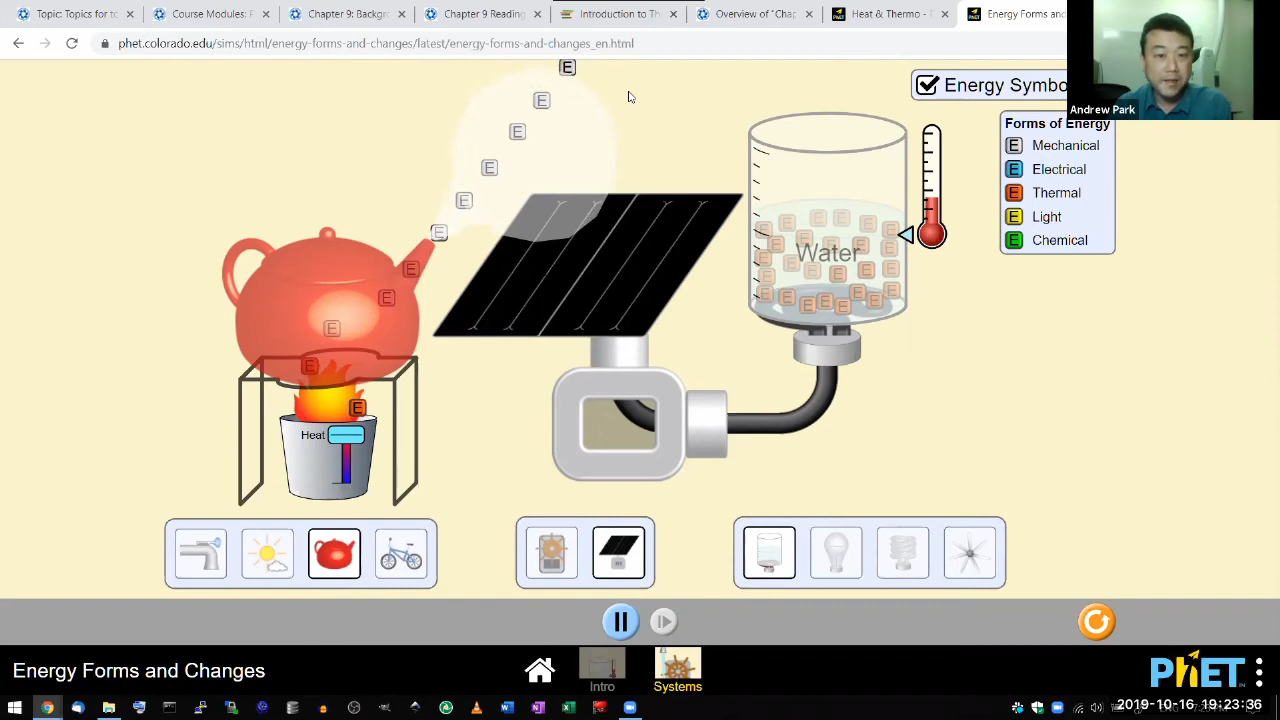 Topic: Topics for to
Course Modules: F
Chapter 9: Backgr
Chapter 9 Reading
Introduction to Th
Overview of "Chap
Heat & Thermo - D
Energy Forms and
phet.colorado.edu/sims/html/energy-forms-and-changes/latest/energy-forms-and-changes_en.html
Andrew Park
Energy Symbo
Forms of Energy
E Mechanical
E Electrical
E Thermal
E Light
E Chemical
Water
Heat
Energy Forms and Changes
Intro
Systems
PhET
2019-10-16 19:23:36